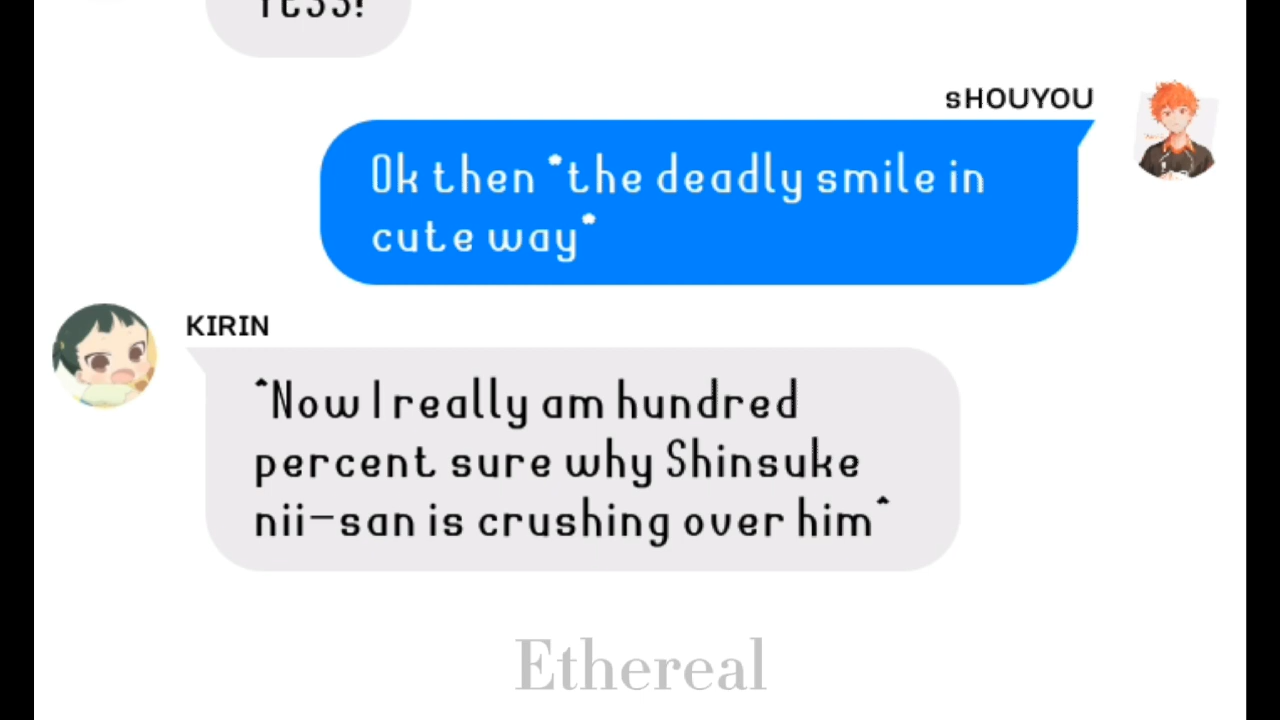 Yess!
sHOUYOU
Ok then *the deadly smile in
cute way*
KIRIN
^Now I really am hundred
percent sure why Shinsuke
nii-san is crushing over him^
Ethereal